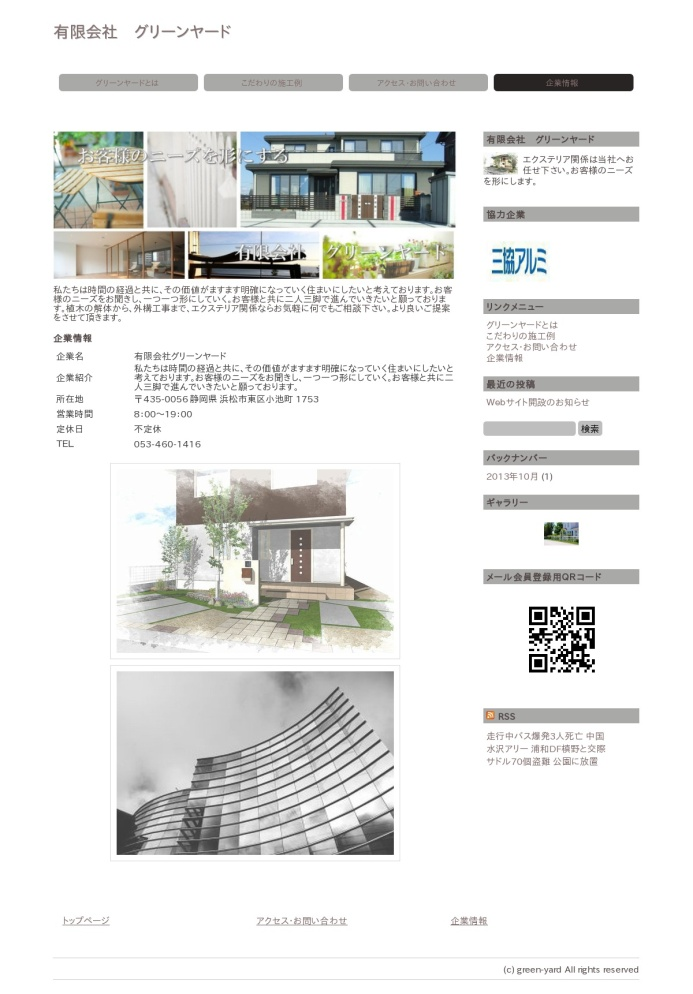 有限会社　グリーンヤード
グリーンヤードとは
こだわりの施工例
アクセス・お問い合わせ
企業情報
お客様のニーズを形にする
有限会社　グリーンヤード
私たちは時間の経過と共に、その価値がますます明確になっていく住まいにしたいと考えております。お客
様のニーズをお聞きし、一つ一つ形にしていく。お客様と共に二人三脚で進んでいきたいと願っておりま
す。植木の解体から、外構工事まで、エクステリア関係ならお気軽に何でもご相談下さい。より良いご提案
をさせて頂きます。
企業情報
企業名　有限会社グリーンヤード
企業紹介　私たちは時間の経過と共に、その価値がますます明確になっていく住まいにしたいと
考えております。お客様のニーズをお聞きし、一つ一つ形にしていく。お客様と共に二
人三脚で進んでいきたいと願っております。
所在地　〒435-0056 静岡県 浜松市東区小池町 1753
営業時間　8：00～19：00
定休日　不定休
TEL　053-460-1416
有限会社　グリーンヤード
エクステリア関係は当社へお
任せ下さい。お客様のニーズ
を形にします。
協力企業
三協アルミ
リンクメニュー
グリーンヤードとは
こだわりの施工例
アクセス・お問い合わせ
企業情報
最近の投稿
Webサイト開設のお知らせ
検索
バックナンバー
2013年10月 (1)
ギャラリー
メール会員登録用QRコード
RSS
走行中バス爆発3人死亡 中国
水沢アリー 浦和DF槙野と交際
サドル70個盗難 公園に放置
トップページ
アクセス・お問い合わせ
企業情報
(c) green-yard All rights reserved